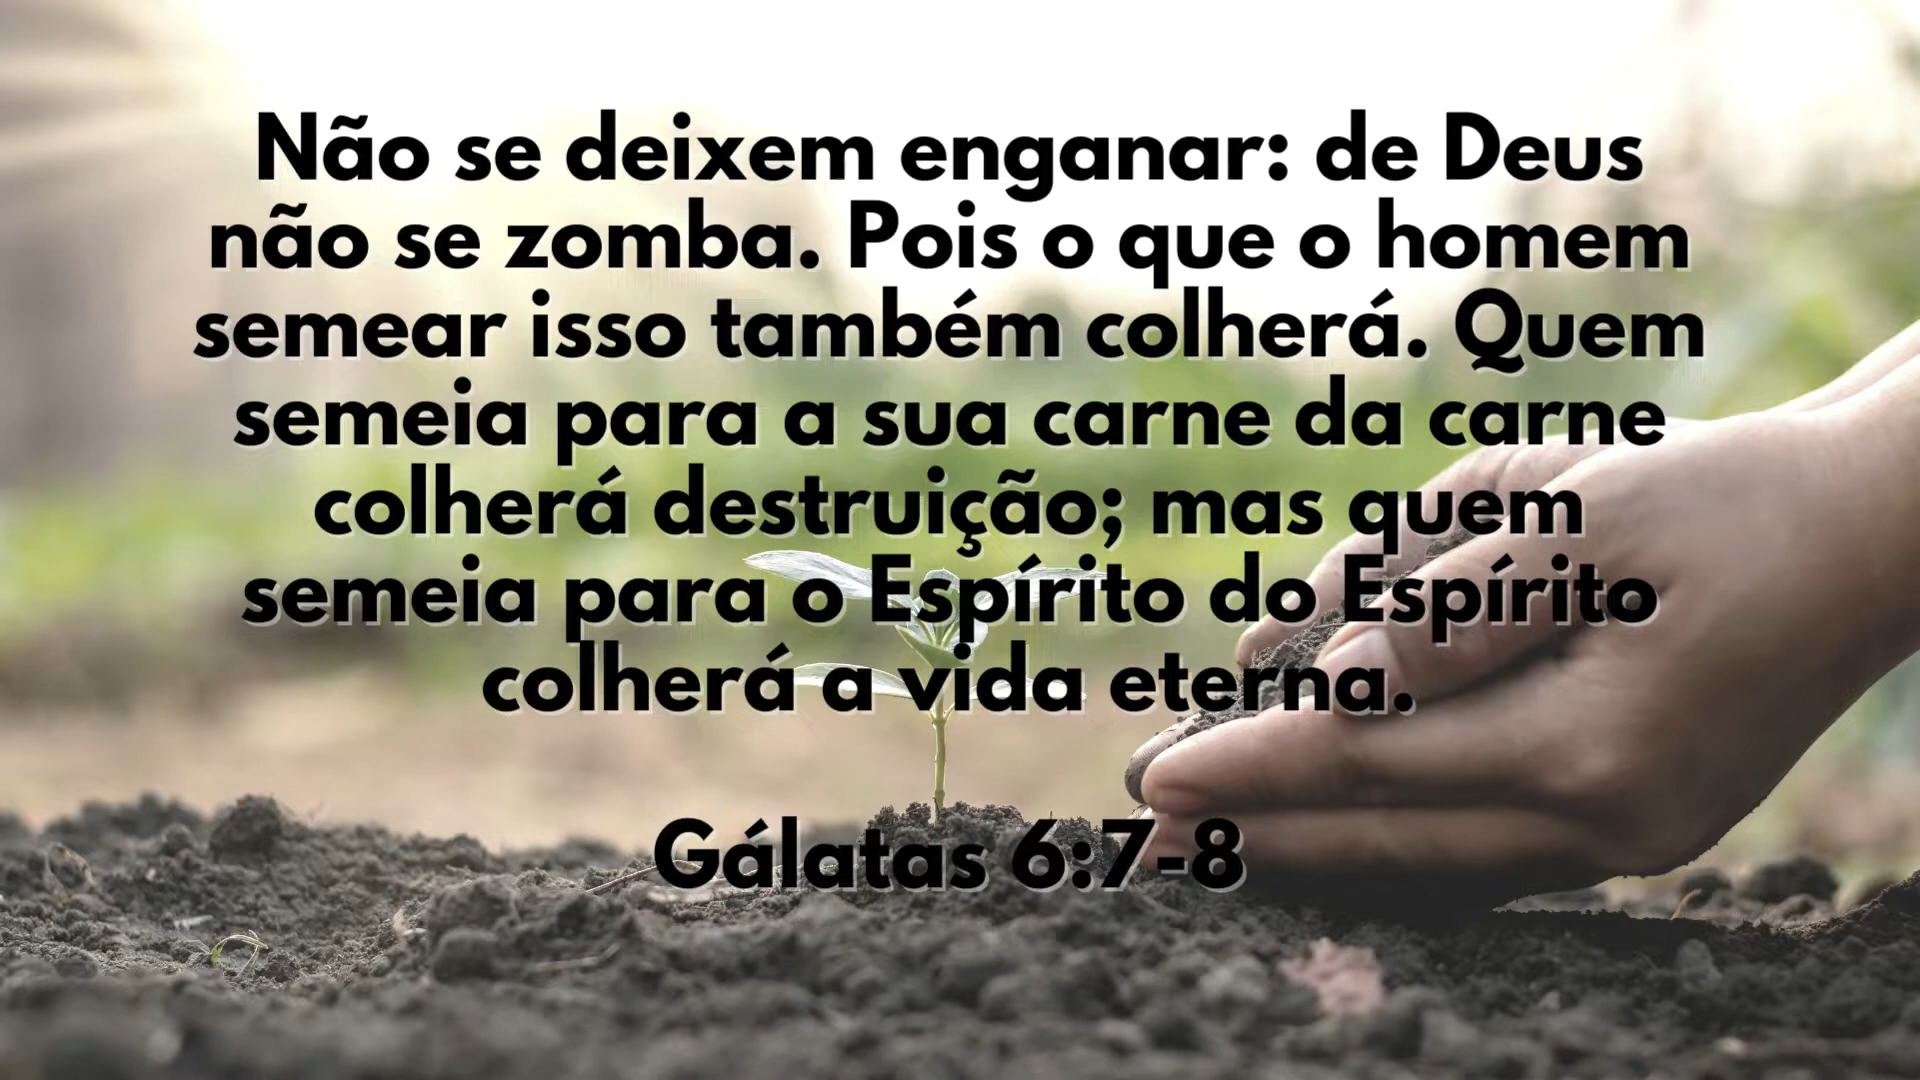 Não se deixem enganar: de Deus
não se zomba. Pois o que o homem
semear isso também colherá. Quem
semeia para a sua carne da carne
colherá destruição; mas quem
semeia para o Espírito do Espírito
colherá a vida eterna.
Gálatas 6:7-8